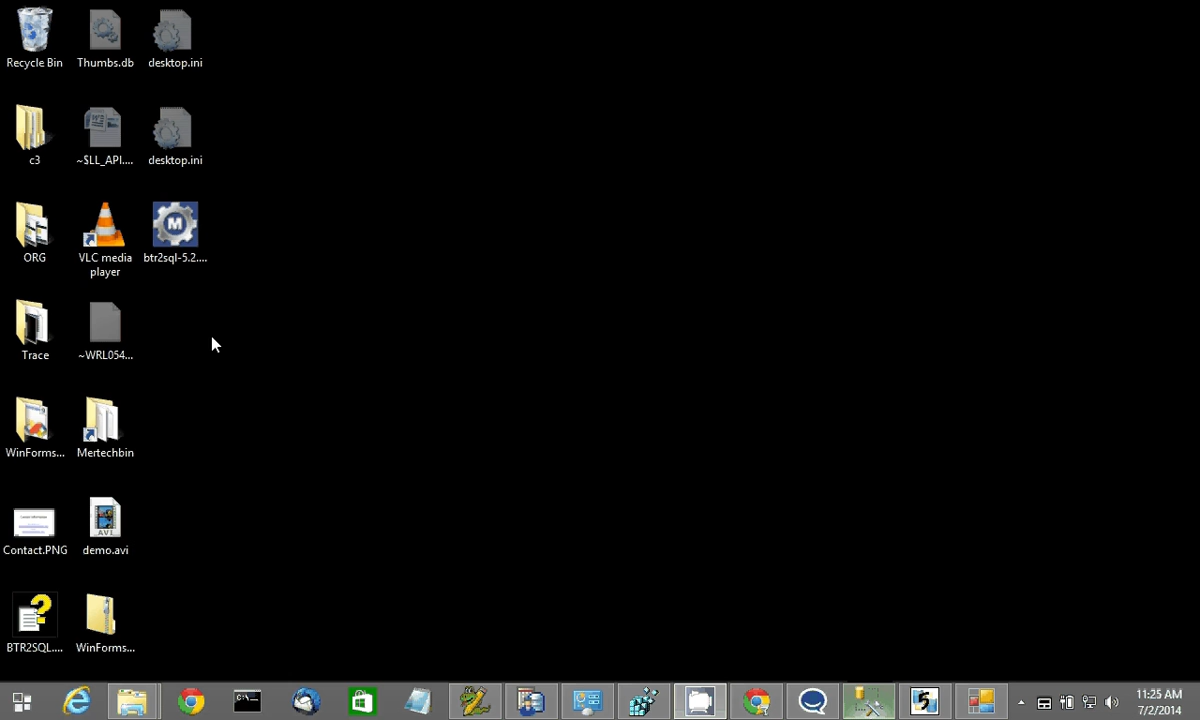 Recycle Bin
Thumbs.db
desktop.ini
c3
~$LL_API....
desktop.ini
ORG
VLC media
player
btr2sql-5.2....
Trace
~WRL054...
WinForms...
Mertechbin
Contact.PNG
AVI
demo.avi
BTR2SQL....
WinForms...
M
C:\
11:25 AM
7/2/2014